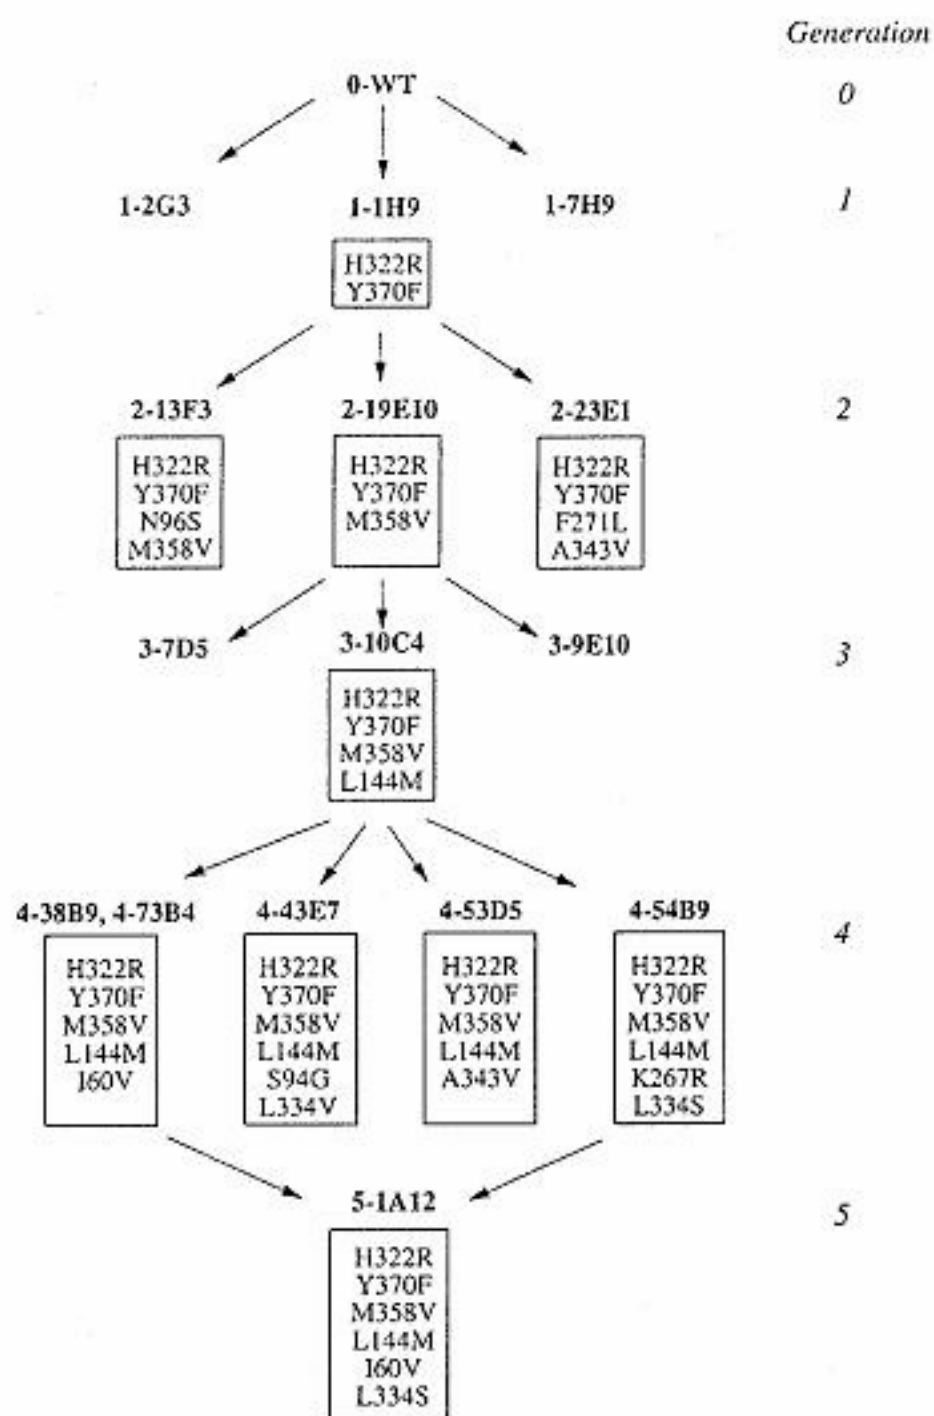 Generation
0-WT
0
1-2G3
1-1H9
1-7H9
1
H322R
Y370F
2-13F3
2-19E10
2-23E1
2
H322R
Y370F
N96S
M358V
H322R
Y370F
M358V
H322R
Y370F
F271L
A343V
3-7D5
3-10C4
3-9E10
3
H322R
Y370F
M358V
L144M
4-38B9, 4-73B4
4-43E7
4-53D5
4-54B9
4
H322R
Y370F
M358V
L144M
I60V
H322R
Y370F
M358V
L144M
S94G
L334V
H322R
Y370F
M358V
L144M
A343V
H322R
Y370F
M358V
L144M
K267R
L334S
5-1A12
5
H322R
Y370F
M358V
L144M
I60V
L334S